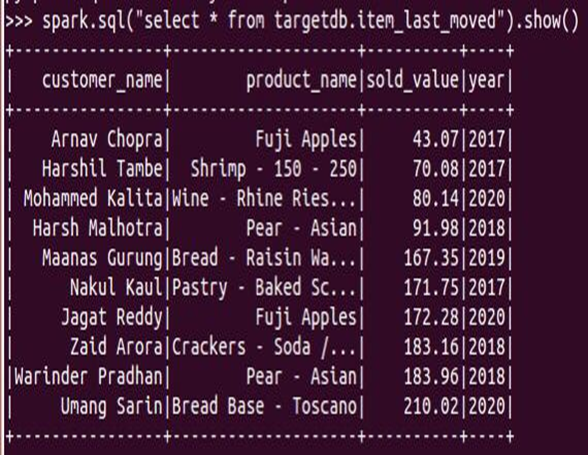 >>> spark.sql("select * from targetdb.item_last_moved").show()
+----------------+-------------------+----------+----+
|   customer_name|       product_name|sold_value|year|
+----------------+-------------------+----------+----+
|    Arnav Chopra|        Fuji Apples|     43.07|2017|
|   Harshil Tambe|  Shrimp - 150 - 250|     70.08|2017|
| Mohammed Kalita|Wine - Rhine Ries...|     80.14|2020|
|  Harsh Malhotra|       Pear - Asian|     91.98|2018|
|   Maanas Gurung|Bread - Raisin Wa...|    167.35|2019|
|      Nakul Kaul|Pastry - Baked Sc...|    171.75|2017|
|     Jagat Reddy|        Fuji Apples|    172.28|2020|
|      Zaid Arora|Crackers - Soda /...|    183.16|2018|
|Warinder Pradhan|       Pear - Asian|    183.96|2018|
|     Umang Sarin|Bread Base - Toscano|    210.02|2020|
+----------------+-------------------+----------+----+